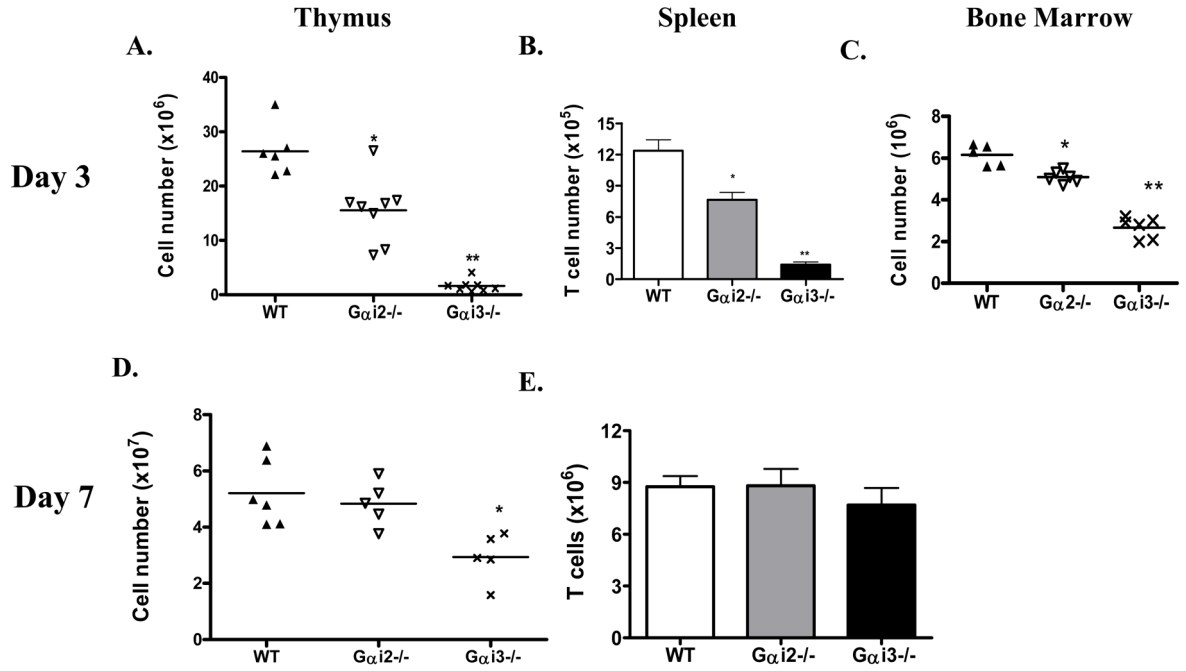 Thymus
Spleen
Bone Marrow
A.
B.
C.
Day 3
Cell number (x10⁶)
40
30
20
10
0
*
**
WT
Gαi2-/-
Gαi3-/-
T cell number (x10⁵)
15
12
9
6
3
0
*
**
WT
Gαi2-/-
Gαi3-/-
Cell number (10⁶)
8
6
4
2
0
*
**
WT
Gα2-/-
Gαi3-/-
D.
E.
Day 7
Cell number (x10⁷)
8
6
4
2
0
*
WT
Gαi2-/-
Gαi3-/-
T cells (x10⁶)
12
9
6
3
0
WT
Gαi2-/-
Gαi3-/-